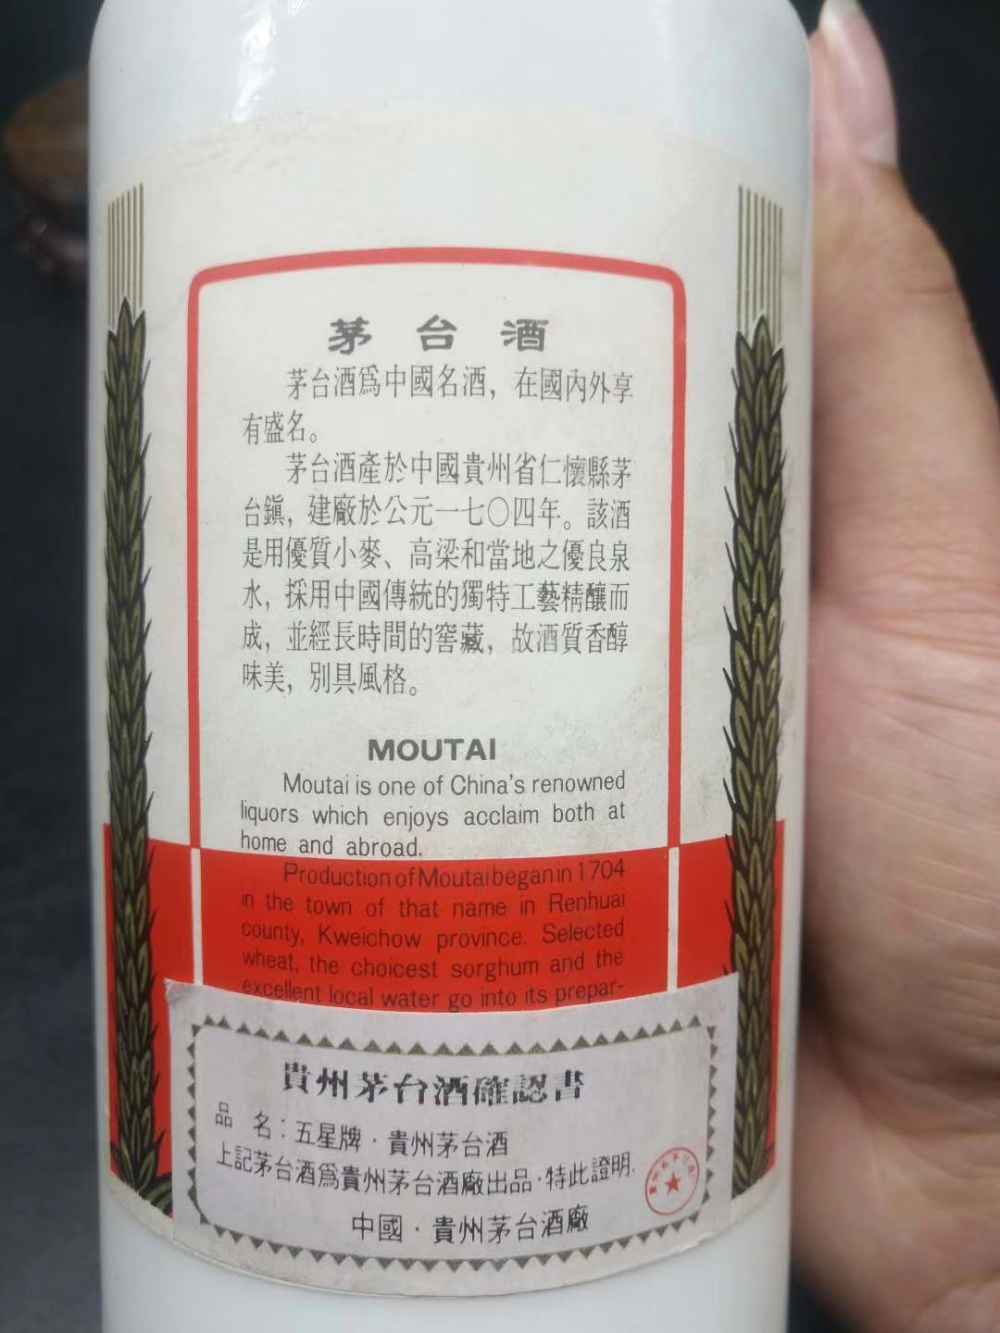 茅台酒
茅台酒爲中國名酒，在國內外享
有盛名。
茅台酒產於中國貴州省仁懷縣茅
台鎮，建廠於公元一七〇四年。該酒
是用優質小麥、高梁和當地之優良泉
水，採用中國傳統的獨特工藝精釀而
成，並經長時間的窖藏，故酒質香醇
味美，別具風格。
MOUTAI
Moutai is one of China's renowned
liquors which enjoys acclaim both at
home and abroad.
Production of Moutai began in 1704
in the town of that name in Renhuai
county, Kweichow province. Selected
wheat, the choicest sorghum and the
excellent local water go into its prepar-
貴州茅台酒確認書
品 名：五星牌·貴州茅台酒
上記茅台酒爲貴州茅台酒廠出品·特此證明.
中國·貴州茅台酒廠